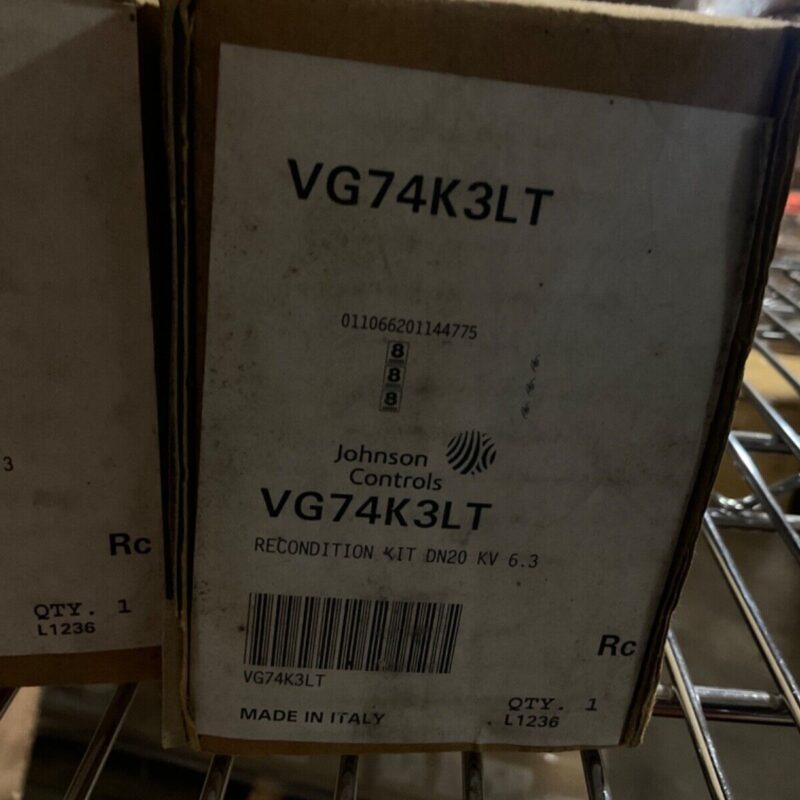 VG74K3LT
011066201144775
8
8
8
Johnson
Controls
VG74K3LT
RECONDITION KIT DN20 KV 6.3
VG74K3LT
MADE IN ITALY
Rc
QTY. 1
L1236
3
Rc
QTY. 1
L1236